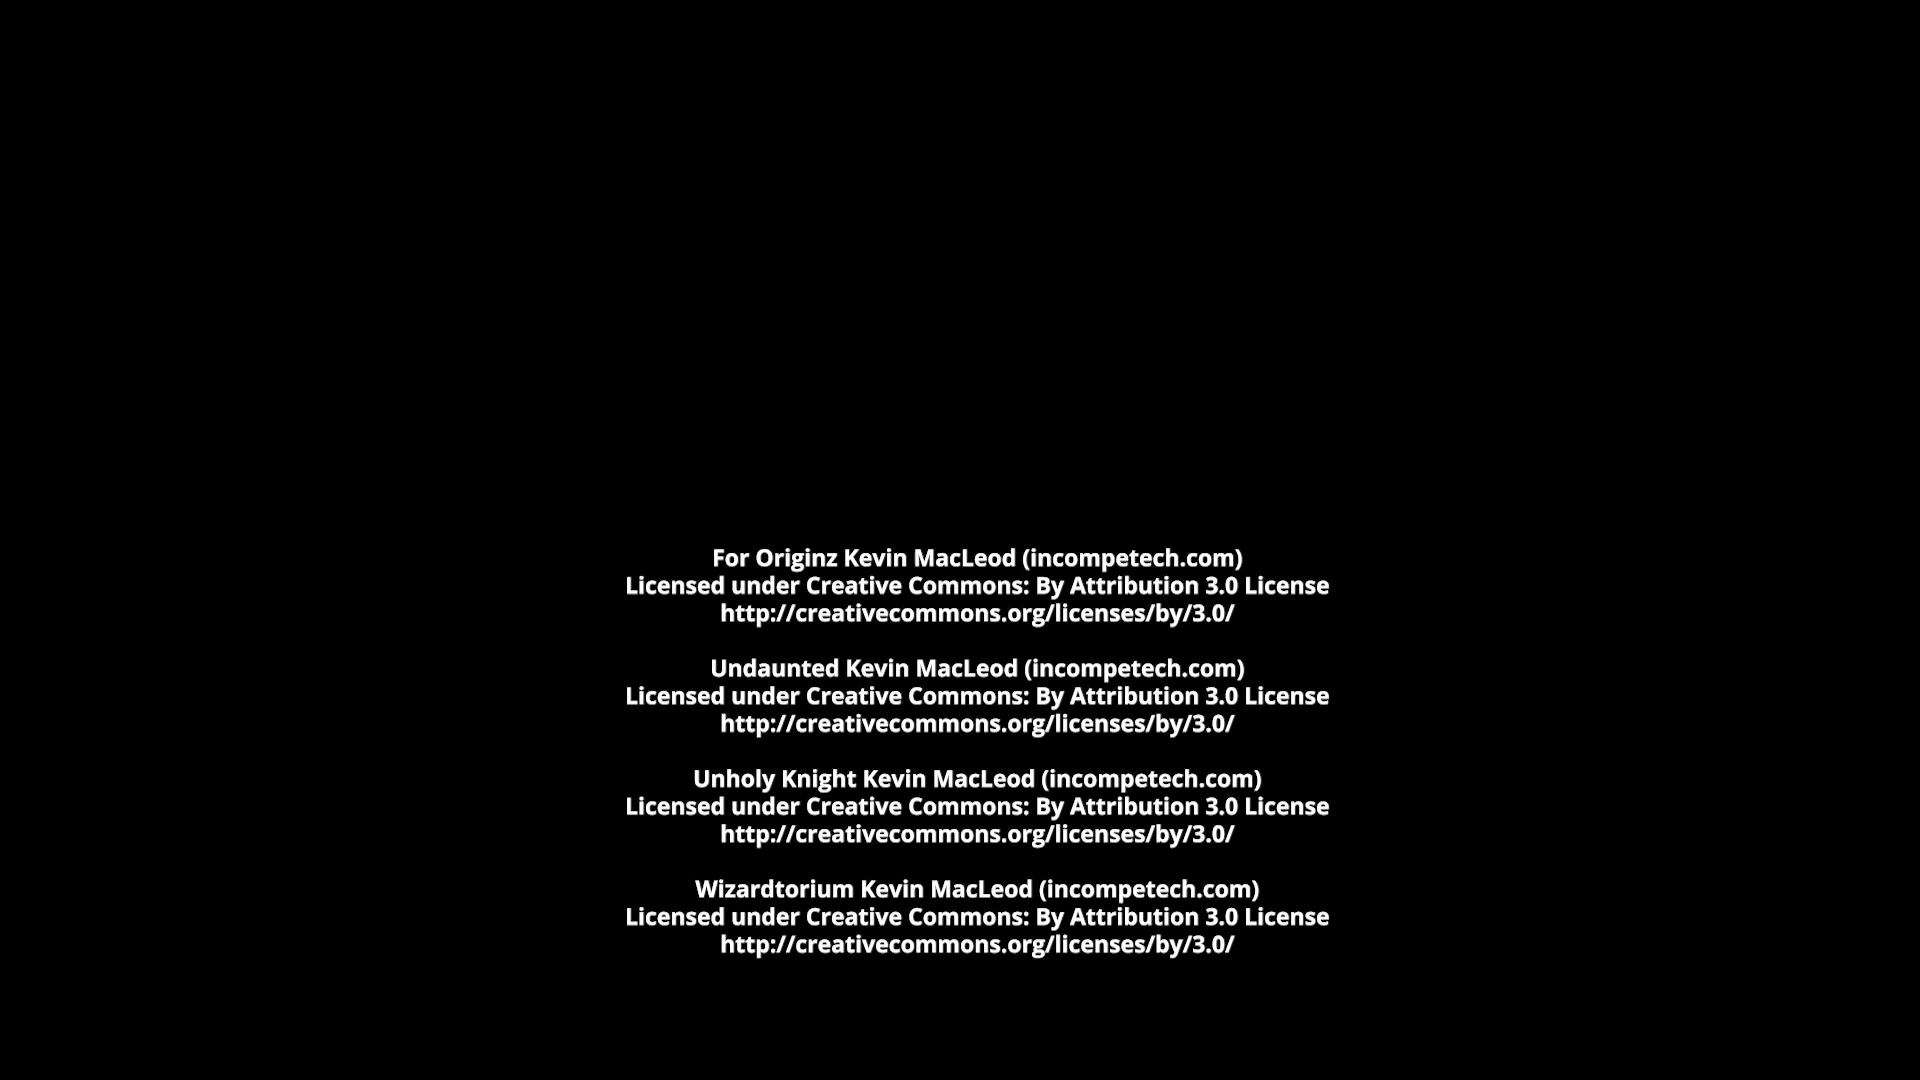 For Originz Kevin MacLeod (incompetech.com)
Licensed under Creative Commons: By Attribution 3.0 License
http://creativecommons.org/licenses/by/3.0/
Undaunted Kevin MacLeod (incompetech.com)
Licensed under Creative Commons: By Attribution 3.0 License
http://creativecommons.org/licenses/by/3.0/
Unholy Knight Kevin MacLeod (incompetech.com)
Licensed under Creative Commons: By Attribution 3.0 License
http://creativecommons.org/licenses/by/3.0/
Wizardtorium Kevin MacLeod (incompetech.com)
Licensed under Creative Commons: By Attribution 3.0 License
http://creativecommons.org/licenses/by/3.0/